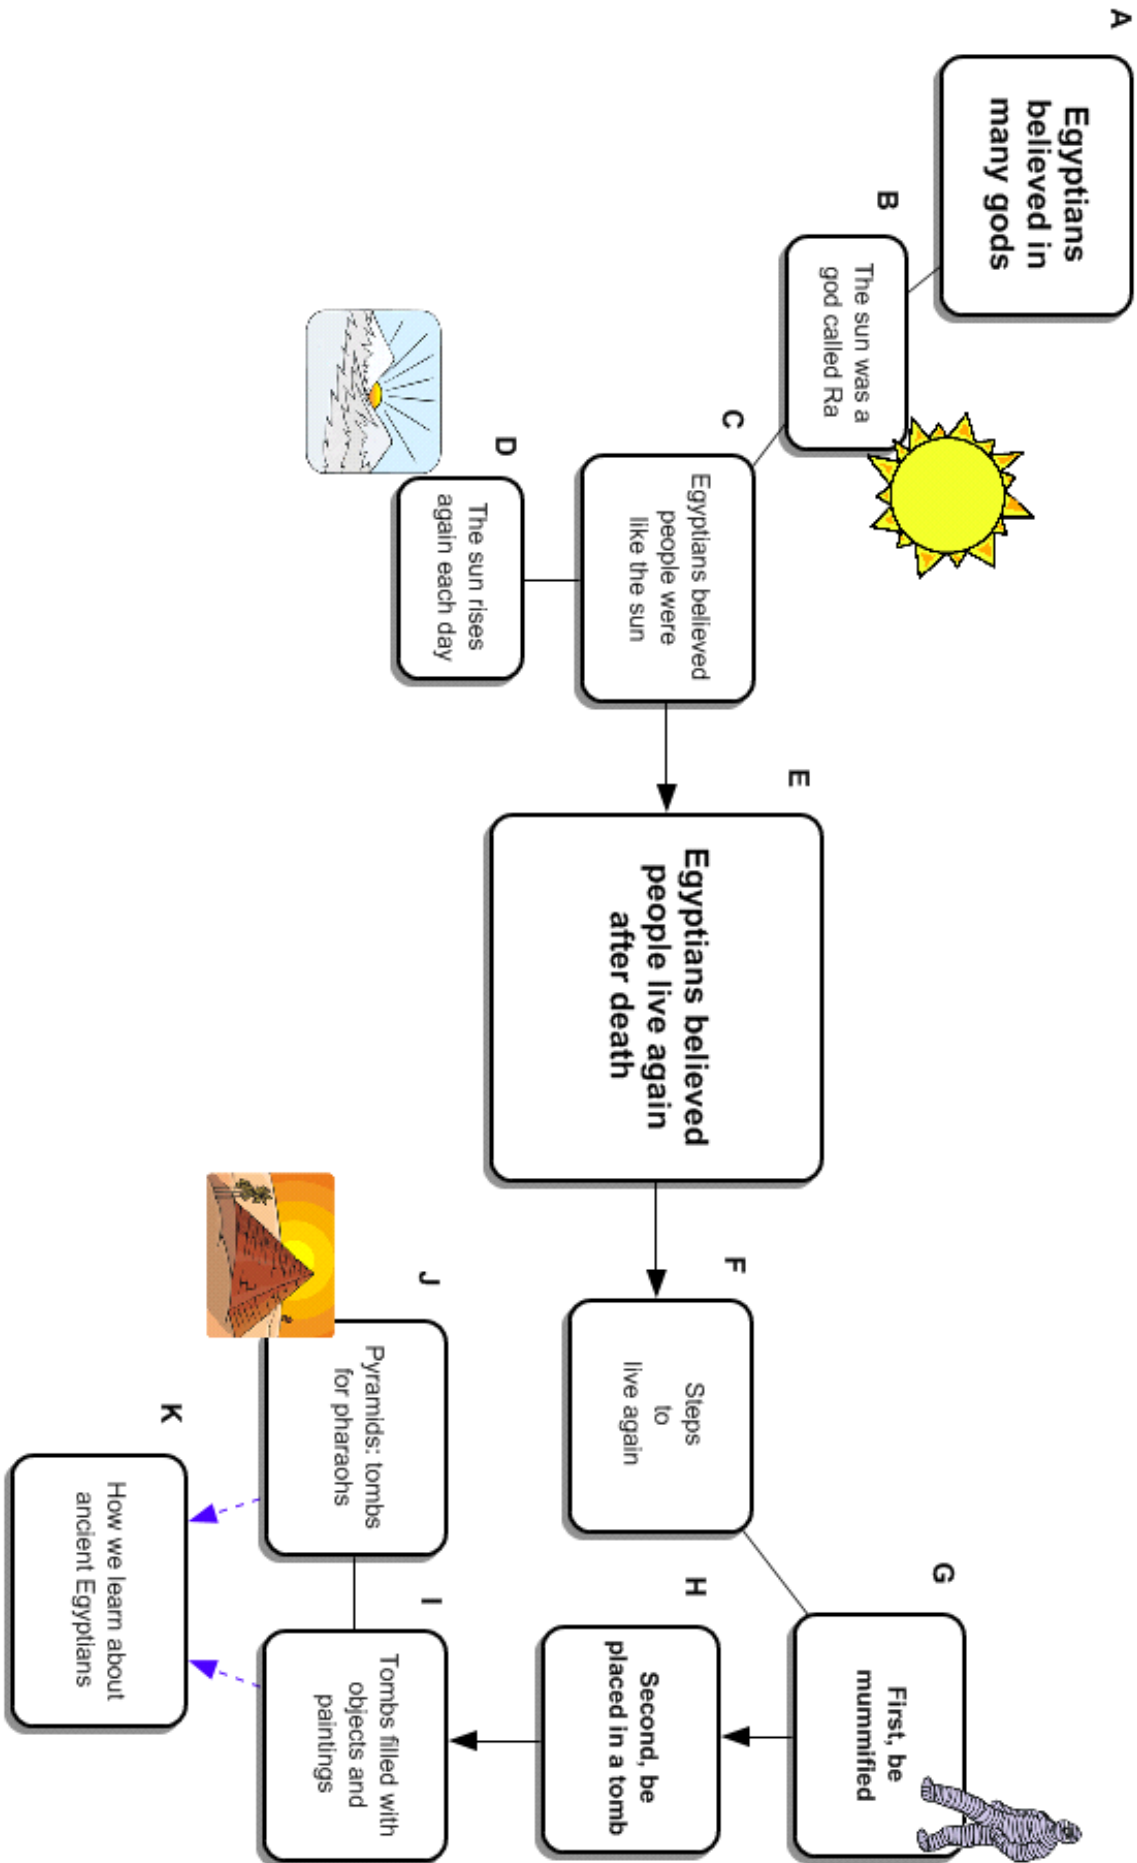 A
Egyptians
believed in
many gods
B
The sun was a
god called Ra
C
Egyptians believed
people were
like the sun
D
The sun rises
again each day
E
Egyptians believed
people live again
after death
F
Steps
to
live again
G
First, be
mummified
H
Second, be
placed in a tomb
I
Tombs filled with
objects and
paintings
J
Pyramids: tombs
for pharaohs
K
How we learn about
ancient Egyptians